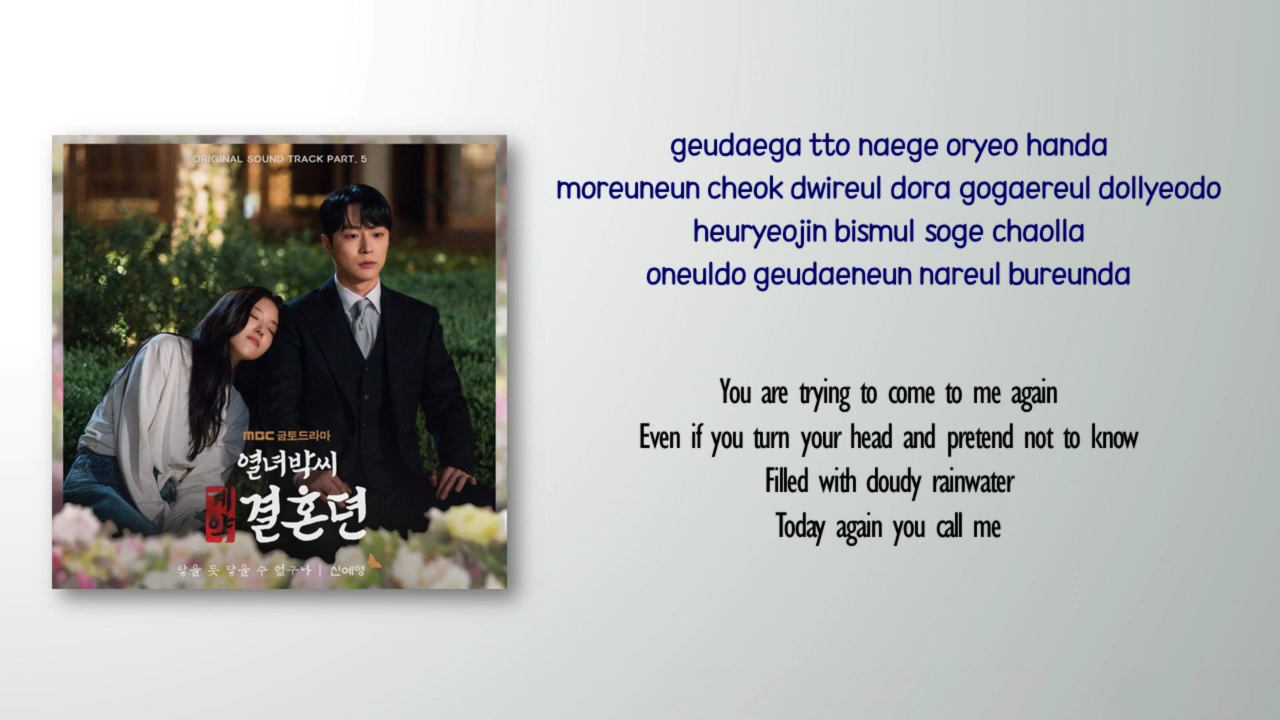 ORIGINAL SOUND TRACK PART. 5
MBC 금토드라마
열녀박씨
계약
결혼뎐
닿을 듯 닿을 수 없구나 | 신예영
geudaega tto naege oryeo handa
moreuneun cheok dwireul dora gogaereul dollyeodo
heuryeojin bismul soge chaolla
oneuldo geudaeneun nareul bureunda
You are trying to come to me again
Even if you turn your head and pretend not to know
Filled with cloudy rainwater
Today again you call me